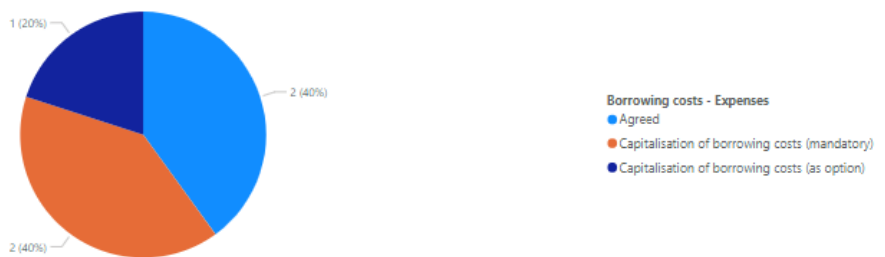 1 (20%)
2 (40%)
2 (40%)
Borrowing costs - Expenses
Agreed
Capitalisation of borrowing costs (mandatory)
Capitalisation of borrowing costs (as option)